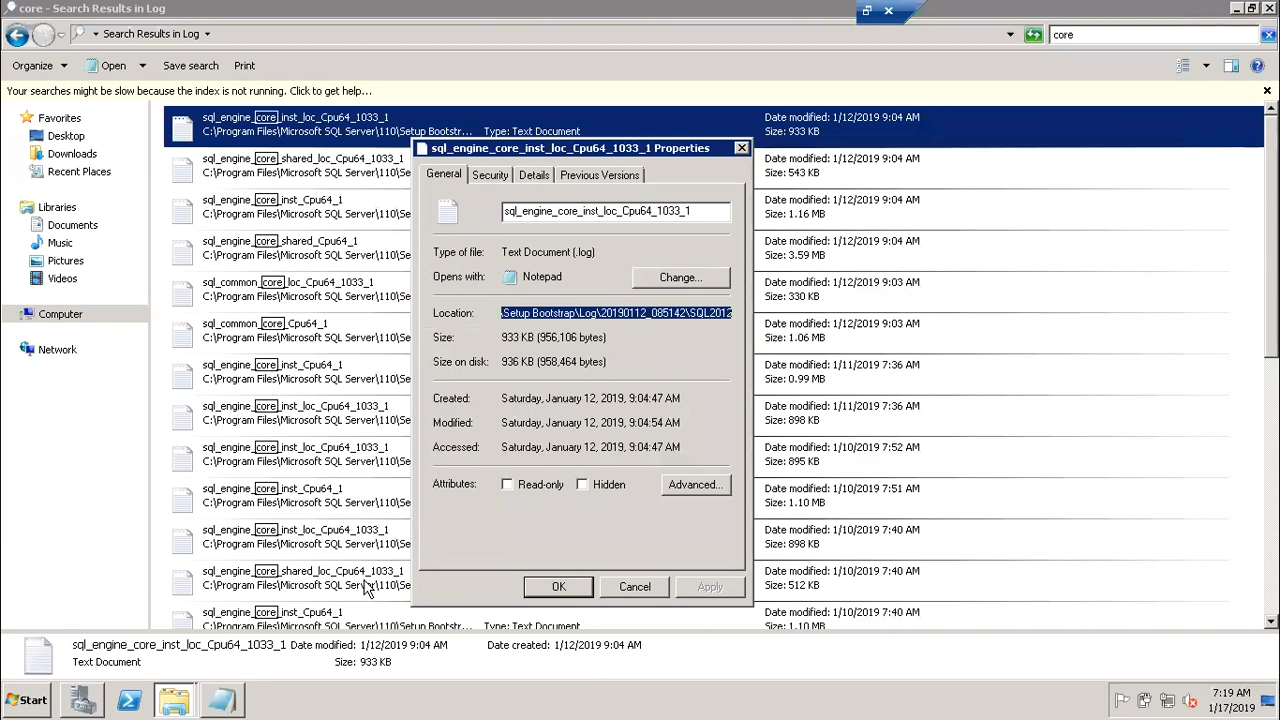 core - Search Results in Log
Search Results in Log
core
Organize Open Save search Print
Your searches might be slow because the index is not running. Click to get help...
Favorites
Desktop
Downloads
Recent Places
Libraries
Documents
Music
Pictures
Videos
Computer
Network
sql_engine_core_inst_loc_Cpu64_1033_1 Date modified: 1/12/2019 9:04 AM
C:\Program Files\Microsoft SQL Server\110\Setup Bootstr... Type: Text Document Size: 933 KB
sql_engine_core_shared_loc_cpu64_1033_1 Date modified: 1/12/2019 9:04 AM
C:\Program Files\Microsoft SQL Server\110\Se Size: 543 KB
sql_engine_core_inst_Cpu64_1 Date modified: 1/12/2019 9:04 AM
C:\Program Files\Microsoft SQL Server\110\Se Size: 1.16 MB
sql_engine_core_shared_Cpu64_1 Date modified: 1/12/2019 9:04 AM
C:\Program Files\Microsoft SQL Server\110\Se Size: 3.59 MB
sql_common_core_loc_Cpu64_1033_1 Date modified: 1/12/2019 9:03 AM
C:\Program Files\Microsoft SQL Server\110\Se Size: 330 KB
sql_common_core_Cpu64_1 Date modified: 1/12/2019 9:03 AM
C:\Program Files\Microsoft SQL Server\110\Se Size: 1.06 MB
sql_engine_core_inst_Cpu64_1 Date modified: 1/11/2019 7:36 AM
C:\Program Files\Microsoft SQL Server\110\Se Size: 0.99 MB
sql_engine_core_inst_loc_Cpu64_1033_1 Date modified: 1/11/2019 7:36 AM
C:\Program Files\Microsoft SQL Server\110\Se Size: 898 KB
sql_engine_core_inst_loc_Cpu64_1033_1 Date modified: 1/10/2019 7:52 AM
C:\Program Files\Microsoft SQL Server\110\Se Size: 895 KB
sql_engine_core_inst_Cpu64_1 Date modified: 1/10/2019 7:51 AM
C:\Program Files\Microsoft SQL Server\110\Se Size: 1.10 MB
sql_engine_core_inst_loc_Cpu64_1033_1 Date modified: 1/10/2019 7:40 AM
C:\Program Files\Microsoft SQL Server\110\Se Size: 898 KB
sql_engine_core_shared_loc_Cpu64_1033_1 Date modified: 1/10/2019 7:40 AM
C:\Program Files\Microsoft SQL Server\110\Se Size: 512 KB
sql_engine_core_inst_Cpu64_1 Date modified: 1/10/2019 7:40 AM
C:\Program Files\Microsoft SQL Server\110\Setup Bootstr... Type: Text Document Size: 1.10 MB
sql_engine_core_inst_loc_Cpu64_1033_1 Properties
General Security Details Previous Versions
sql_engine_core_inst_loc_Cpu64_1033_1
Type of file: Text Document (.log)
Opens with: Notepad Change...
Location: \Setup Bootstrap\Log\20190112_085142\SQL2012
933 KB (956,106 bytes)
Size on disk: 936 KB (958,464 bytes)
Created: Saturday, January 12, 2019, 9:04:47 AM
Modified: Saturday, January 12, 2019, 9:04:54 AM
Saturday, January 12, 2019, 9:04:47 AM
Attributes: Read-only Advanced...
OK Cancel Apply
sql_engine_core_inst_loc_Cpu64_1033_1 Date modified: 1/12/2019 9:04 AM Date created: 1/12/2019 9:04 AM
Text Document Size: 933 KB
Start
7:19 AM
1/17/2019